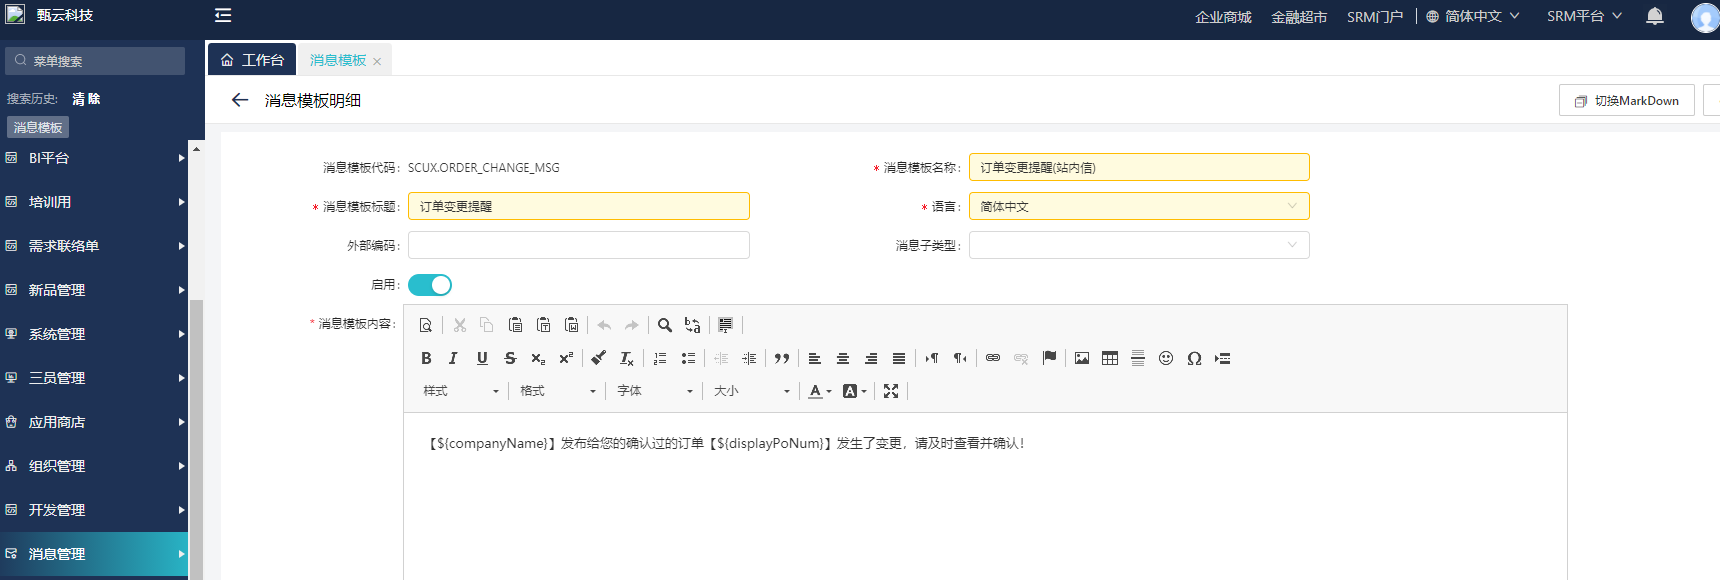 甄云科技
企业商城 金融超市 SRM门户 简体中文 SRM平台
菜单搜索
工作台 消息模板
搜索历史: 清除
消息模板
消息模板明细
切换MarkDown
BI平台
培训用
需求联络单
新品管理
系统管理
三员管理
应用商店
组织管理
开发管理
消息管理
消息模板代码: SCUX.ORDER_CHANGE_MSG
* 消息模板名称: 订单变更提醒(站内信)
* 消息模板标题: 订单变更提醒
* 语言: 简体中文
外部编码:
消息子类型:
启用:
* 消息模板内容:
样式 格式 字体 大小
【${companyName}】发布给您的确认过的订单【${displayPoNum}】发生了变更，请及时查看并确认！